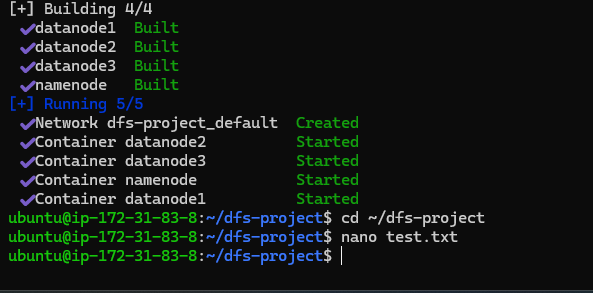 [+] Building 4/4
✔datanode1 Built
✔datanode2 Built
✔datanode3 Built
✔namenode Built
[+] Running 5/5
✔Network dfs-project_default Created
✔Container datanode2 Started
✔Container datanode3 Started
✔Container namenode Started
✔Container datanode1 Started
ubuntu@ip-172-31-83-8:~/dfs-project$ cd ~/dfs-project
ubuntu@ip-172-31-83-8:~/dfs-project$ nano test.txt
ubuntu@ip-172-31-83-8:~/dfs-project$